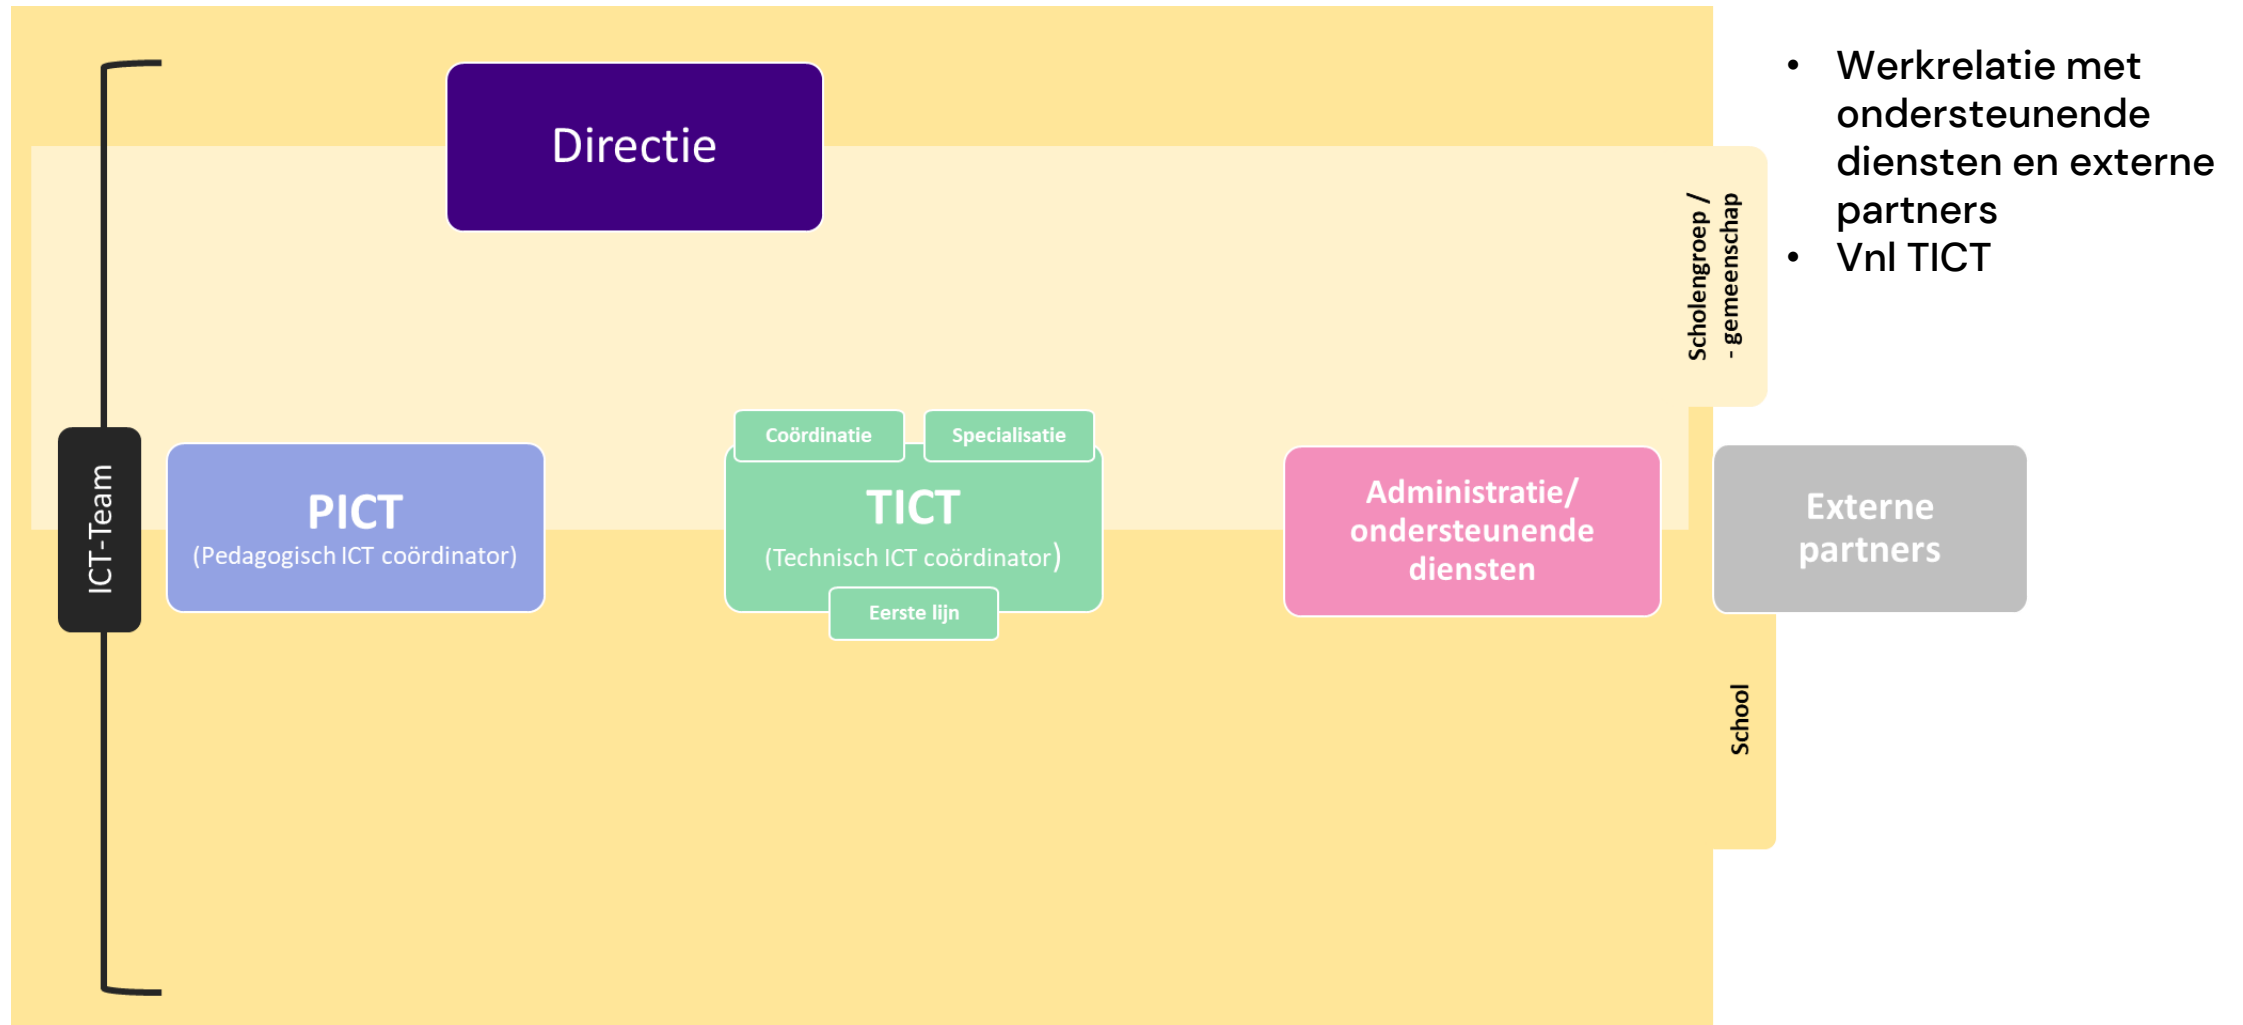 Directie
Scholengroep /
- gemeenschap
• Werkrelatie met
ondersteunende
diensten en externe
partners
• Vnl TICT
ICT-Team
PICT
(Pedagogisch ICT coördinator)
Coördinatie
Specialisatie
TICT
(Technisch ICT coördinator)
Eerste lijn
Administratie/
ondersteunende
diensten
Externe
partners
School